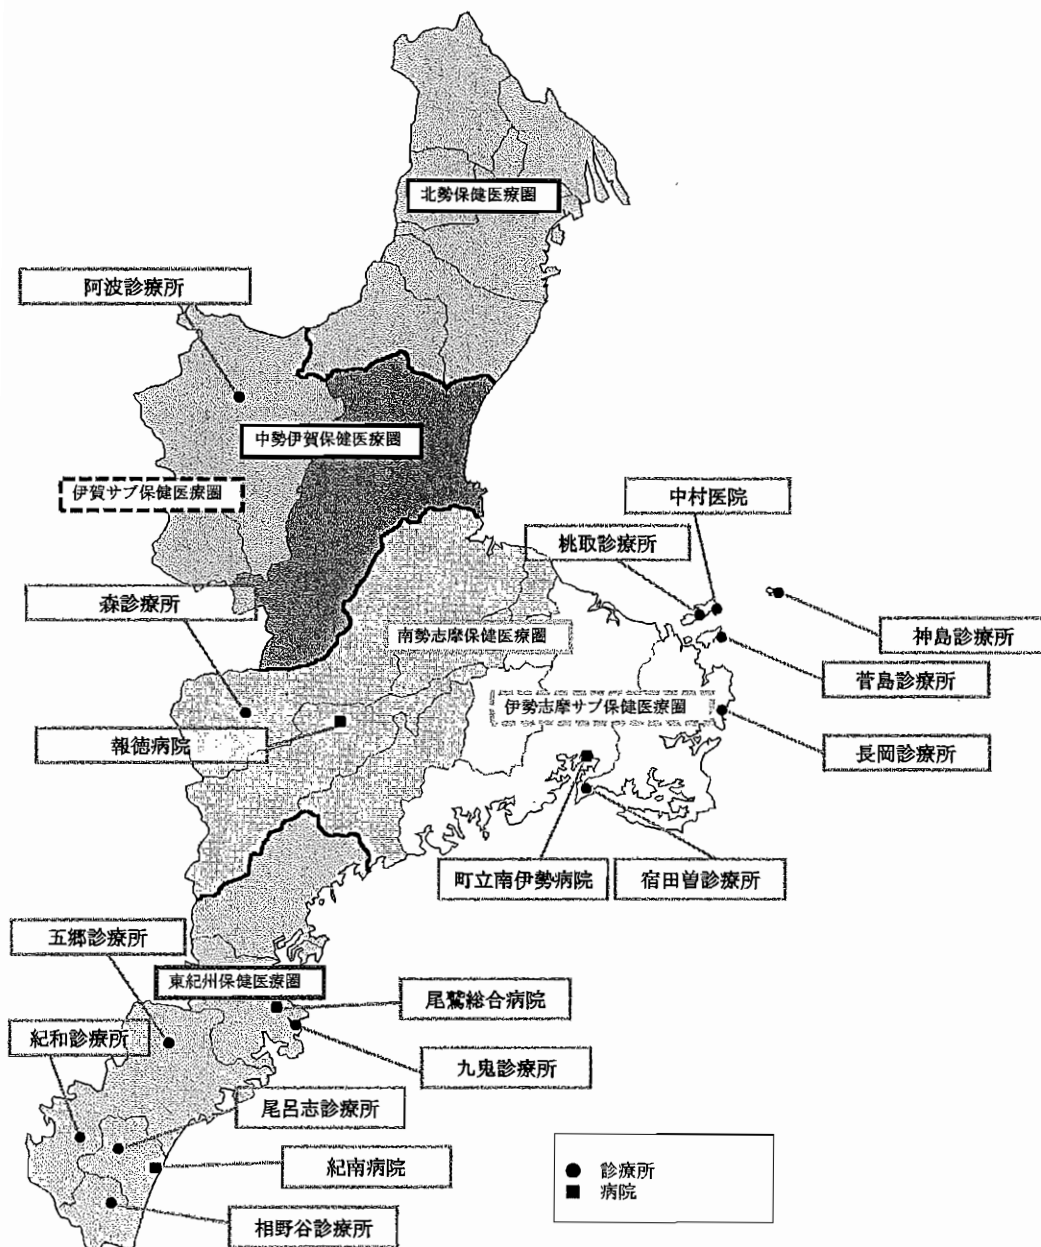 北勢保健医療圏
阿波診療所
中勢伊賀保健医療圏
伊賀サブ保健医療圏
中村医院
桃取診療所
森診療所
神島診療所
南勢志摩保健医療圏
菅島診療所
伊勢志摩サブ保健医療圏
報徳病院
長岡診療所
町立南伊勢病院
宿田曽診療所
五郷診療所
東紀州保健医療圏
尾鷲総合病院
紀和診療所
九鬼診療所
尾呂志診療所
紀南病院
相野谷診療所
● 診療所
■ 病院